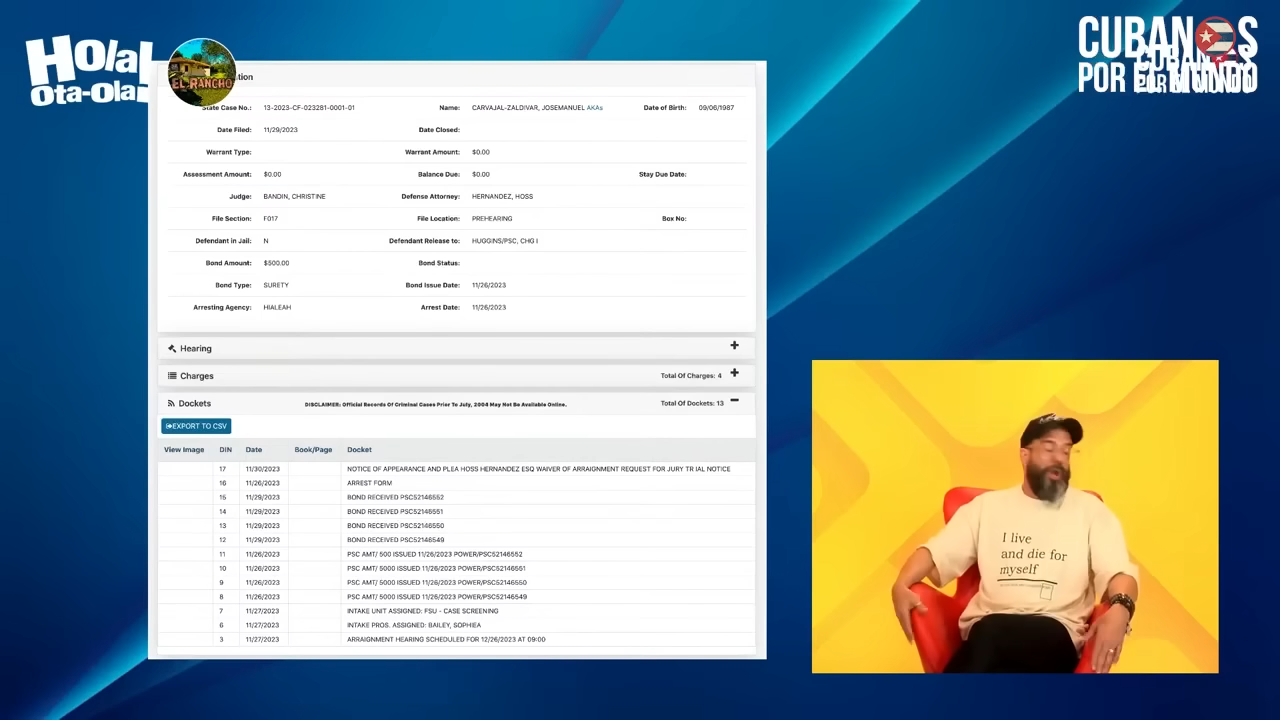 Hola!
Ota-Ola!
EL RANCHO
CUBANOS
POR EL MUNDO
State Case No.: 13-2023-CF-023281-0001-01 Name: CARVAJAL-ZALDIVAR, JOSEMANUEL AKAs Date of Birth: 09/06/1987
Date Filed: 11/29/2023 Date Closed:
Warrant Type: Warrant Amount: $0.00
Assessment Amount: $0.00 Balance Due: $0.00 Stay Due Date:
Judge: BANDIN, CHRISTINE Defense Attorney: HERNANDEZ, HOSS
File Section: F017 File Location: PREHEARING Box No:
Defendant in Jail: N Defendant Release to: HUGGINS/PSC, CHG I
Bond Amount: $500.00 Bond Status:
Bond Type: SURETY Bond Issue Date: 11/26/2023
Arresting Agency: HIALEAH Arrest Date: 11/26/2023
Hearing
Charges Total Of Charges: 4
Dockets DISCLAIMER: Official Records Of Criminal Cases Prior To July, 2004 May Not Be Available Online. Total Of Dockets: 13
EXPORT TO CSV
View Image DIN Date Book/Page Docket
17 11/30/2023 NOTICE OF APPEARANCE AND PLEA HOSS HERNANDEZ ESQ WAIVER OF ARRAIGNMENT REQUEST FOR JURY TR IAL NOTICE
16 11/26/2023 ARREST FORM
15 11/29/2023 BOND RECEIVED PSC52146552
14 11/29/2023 BOND RECEIVED PSC52146551
13 11/29/2023 BOND RECEIVED PSC52146550
12 11/29/2023 BOND RECEIVED PSC52146549
11 11/26/2023 PSC AMT/ 500 ISSUED 11/26/2023 POWER/PSC52146552
10 11/26/2023 PSC AMT/ 5000 ISSUED 11/26/2023 POWER/PSC52146551
9 11/26/2023 PSC AMT/ 5000 ISSUED 11/26/2023 POWER/PSC52146550
8 11/26/2023 PSC AMT/ 5000 ISSUED 11/26/2023 POWER/PSC52146549
7 11/27/2023 INTAKE UNIT ASSIGNED: FSU - CASE SCREENING
6 11/27/2023 INTAKE PROS. ASSIGNED: BAILEY, SOPHIEA
3 11/27/2023 ARRAIGNMENT HEARING SCHEDULED FOR 12/26/2023 AT 09:00
I live
and die for
myself